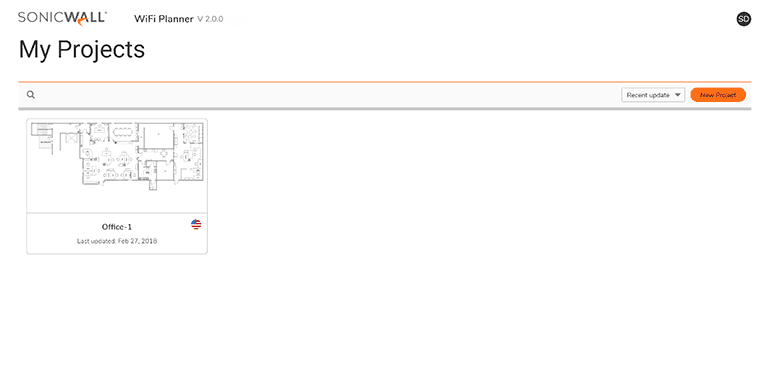 SONICWALL WiFi Planner V 2.0.0 SD
My Projects
Recent update New Project
Office-1
Last updated: Feb 27, 2018